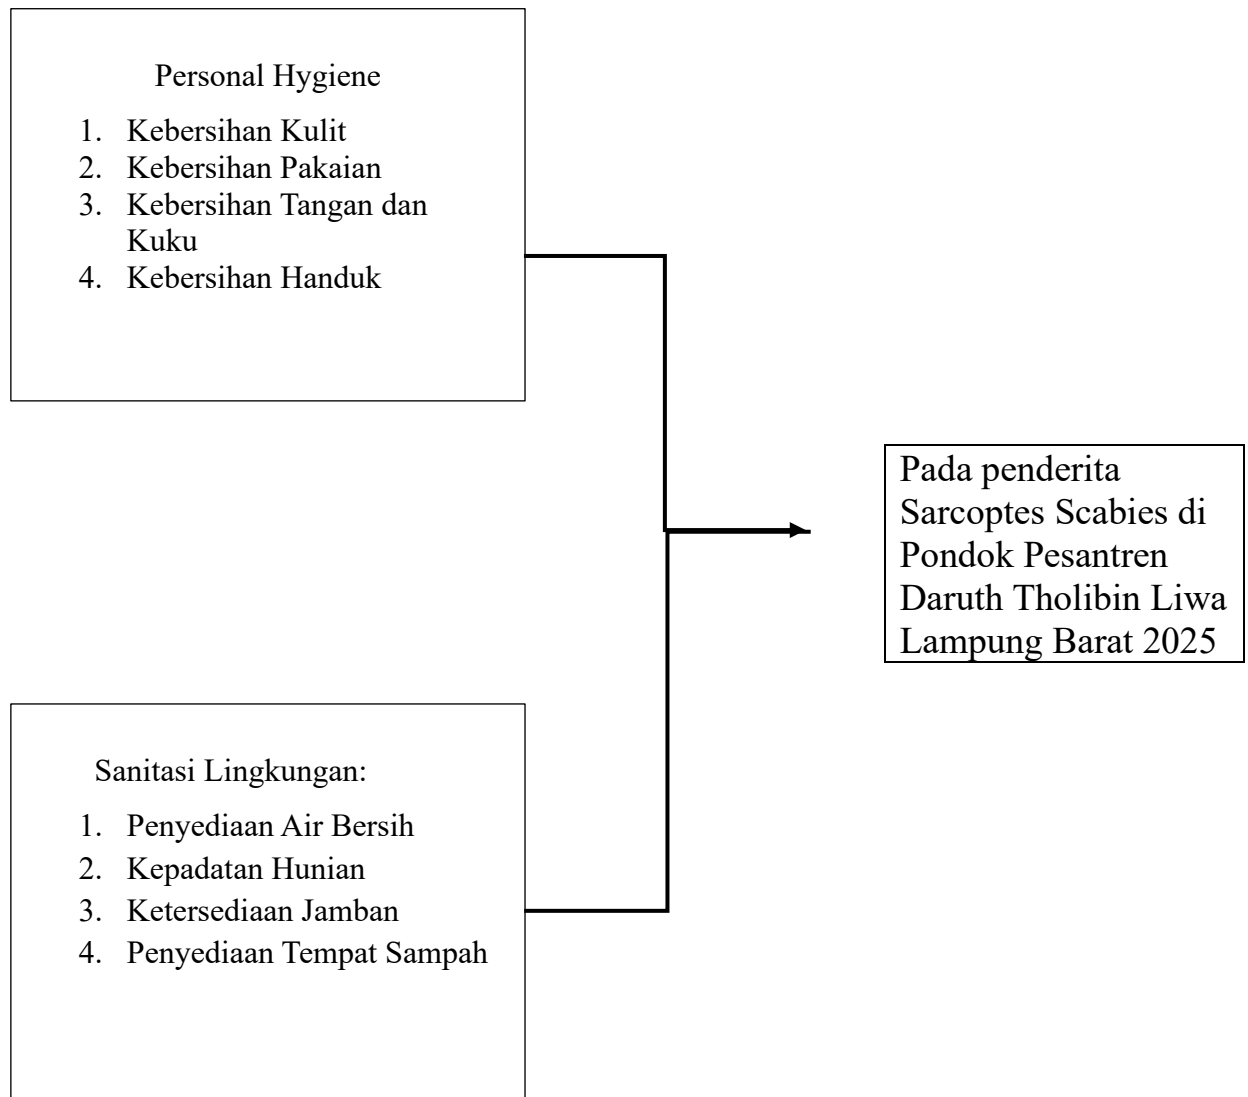 Personal Hygiene
1. Kebersihan Kulit
2. Kebersihan Pakaian
3. Kebersihan Tangan dan
Kuku
4. Kebersihan Handuk
Pada penderita
Sarcoptes Scabies di
Pondok Pesantren
Daruth Tholibin Liwa
Lampung Barat 2025
Sanitasi Lingkungan:
1. Penyediaan Air Bersih
2. Kepadatan Hunian
3. Ketersediaan Jamban
4. Penyediaan Tempat Sampah